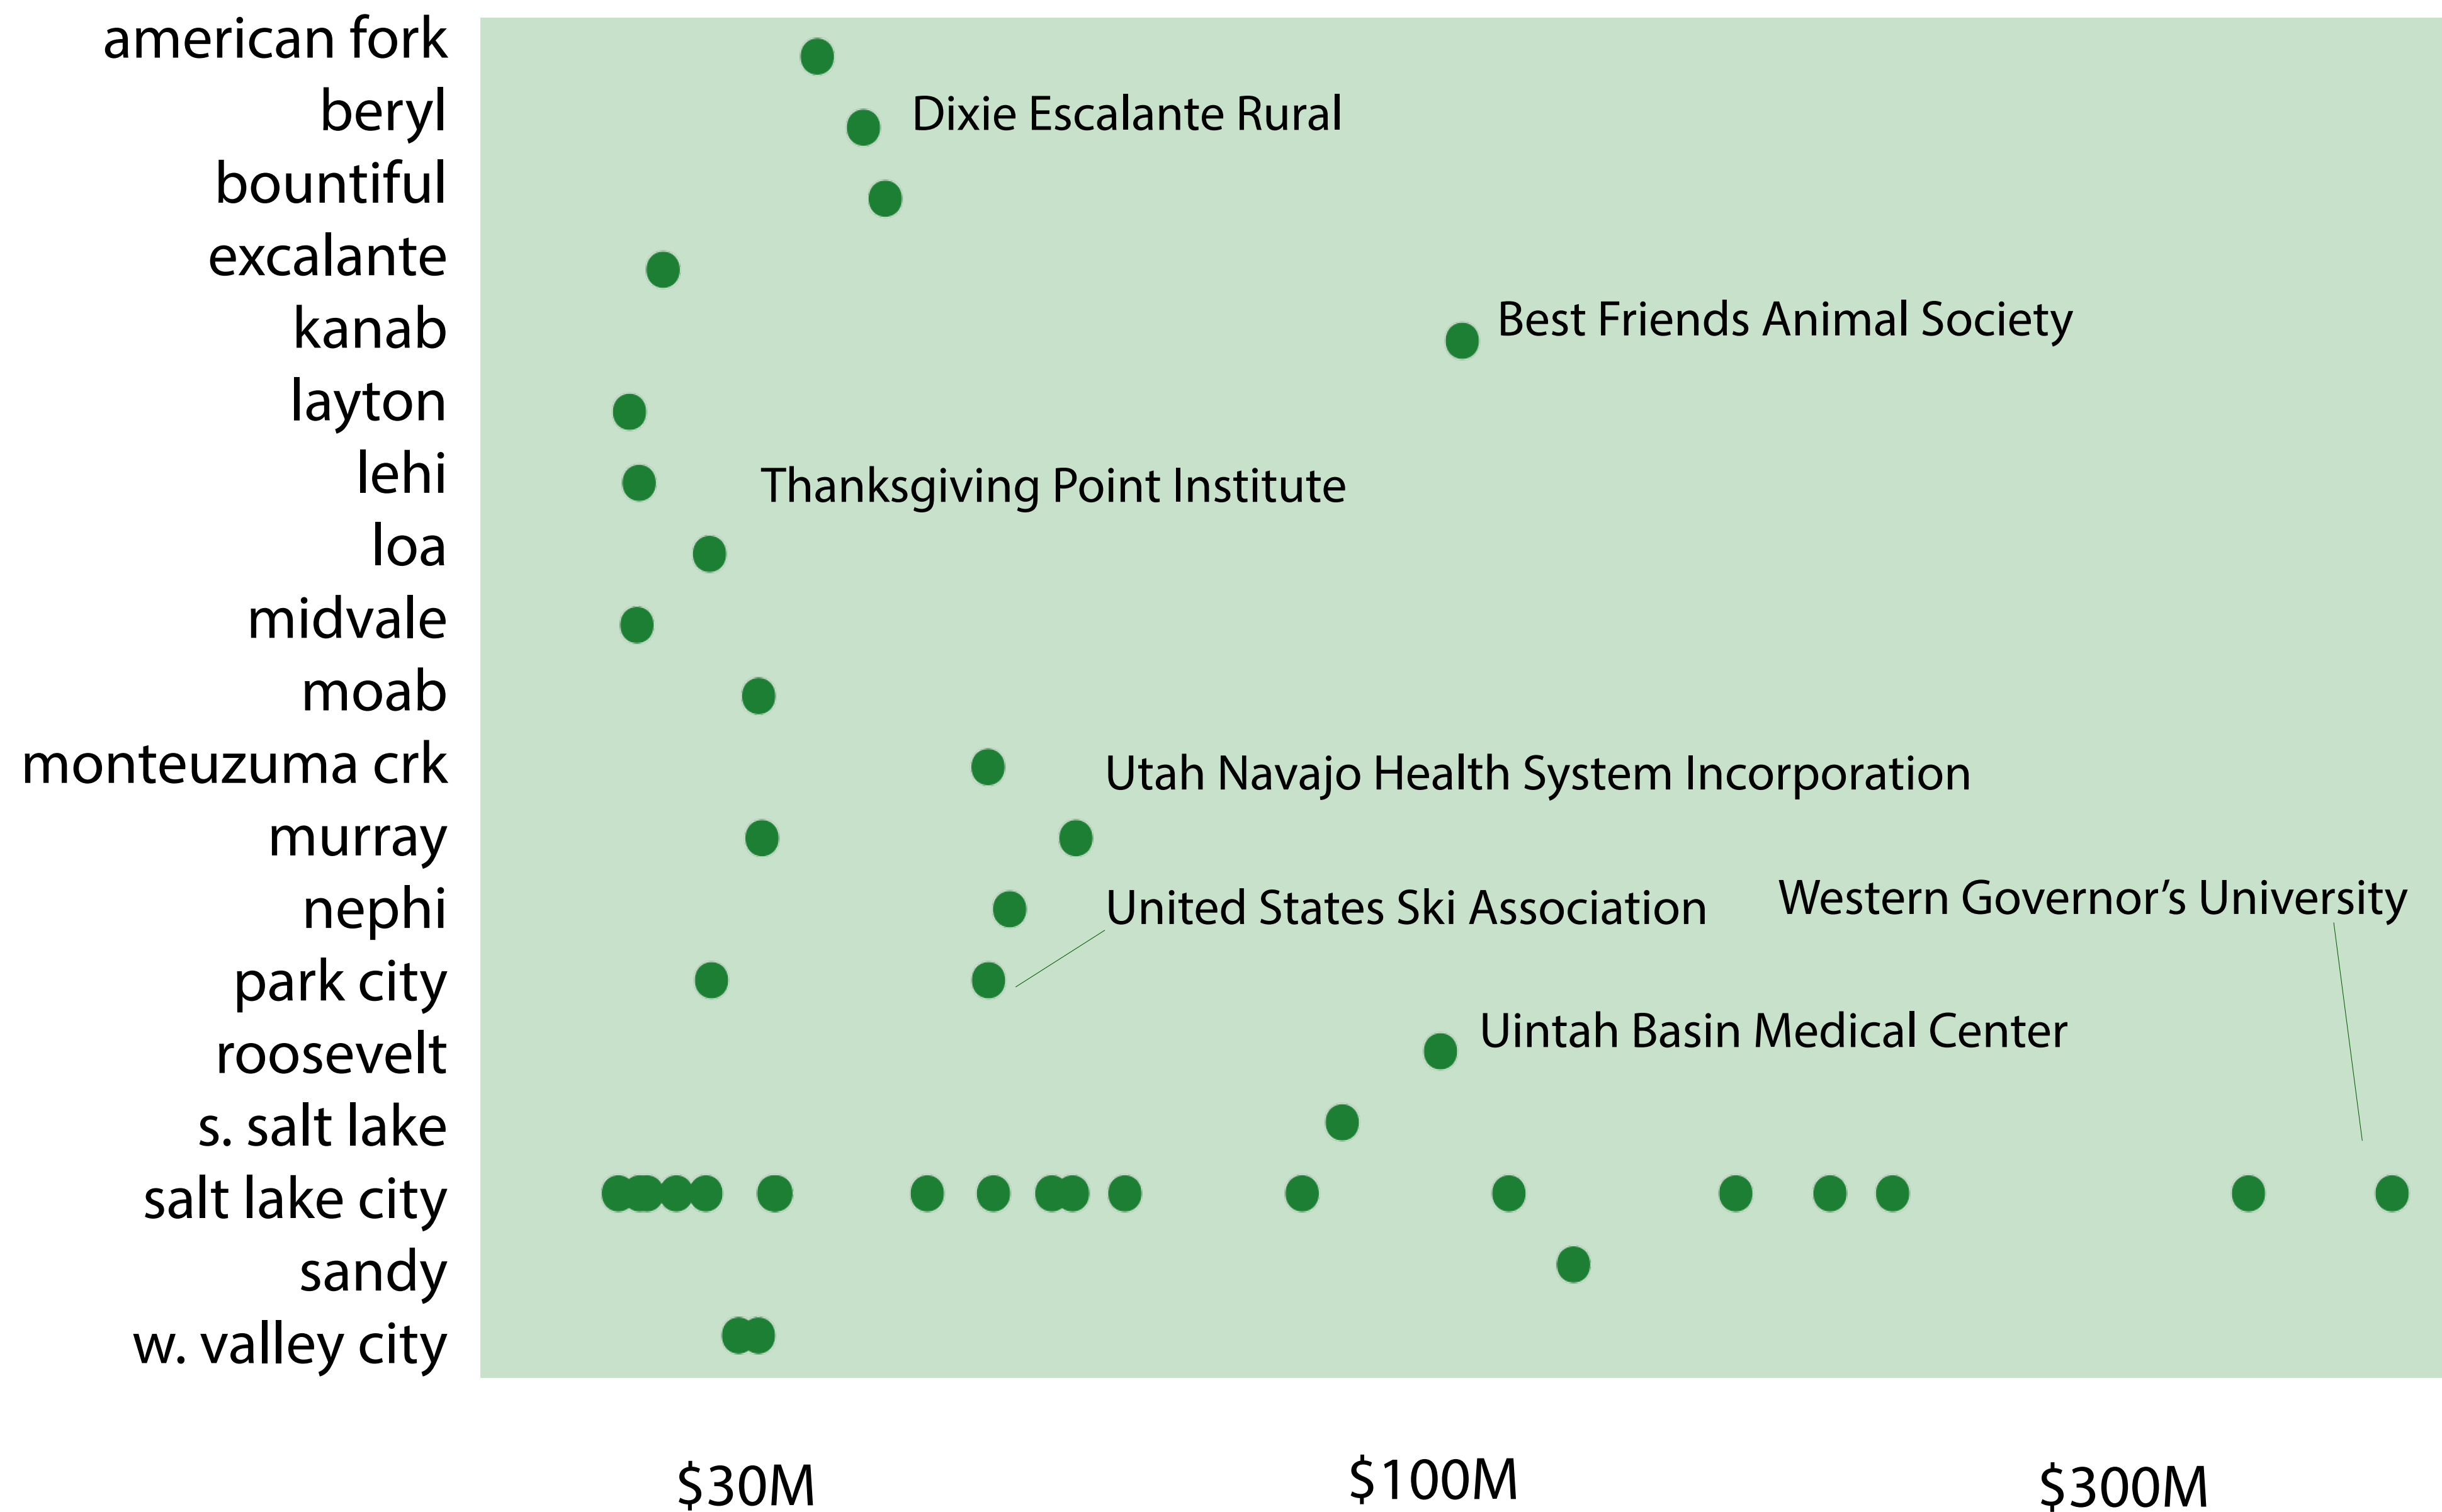 american fork
beryl
Dixie Escalante Rural
bountiful
excalante
kanab
Best Friends Animal Society
layton
lehi
Thanksgiving Point Institute
loa
midvale
moab
monteuzuma crk
Utah Navajo Health System Incorporation
murray
nephi
United States Ski Association
Western Governor’s University
park city
roosevelt
Uintah Basin Medical Center
s. salt lake
salt lake city
sandy
w. valley city
$30M
$100M
$300M